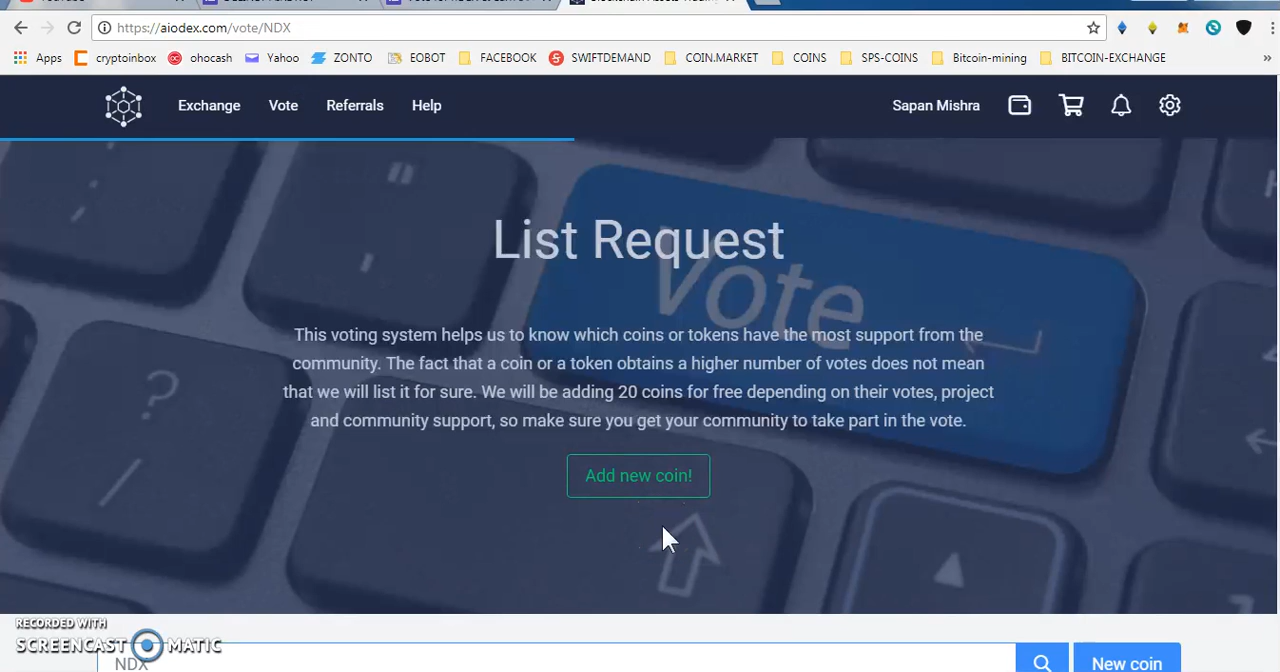 https://aiodex.com/vote/NDX
Apps cryptoinbox ohocash Yahoo ZONTO EOBOT FACEBOOK SWIFTDEMAND COIN.MARKET COINS SPS-COINS Bitcoin-mining BITCOIN-EXCHANGE »
Exchange Vote Referrals Help Sapan Mishra
List Request
Vote
This voting system helps us to know which coins or tokens have the most support from the
community. The fact that a coin or a token obtains a higher number of votes does not mean
that we will list it for sure. We will be adding 20 coins for free depending on their votes, project
and community support, so make sure you get your community to take part in the vote.
Add new coin!
RECORDED WITH
SCREENCAST MATIC
NDX New coin